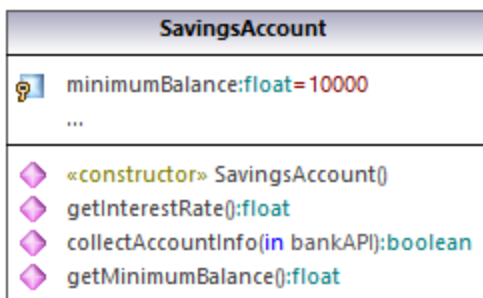 SavingsAccount
minimumBalance:float=10000
...
«constructor» SavingsAccount()
getInterestRate():float
collectAccountInfo(in bankAPI):boolean
getMinimumBalance():float